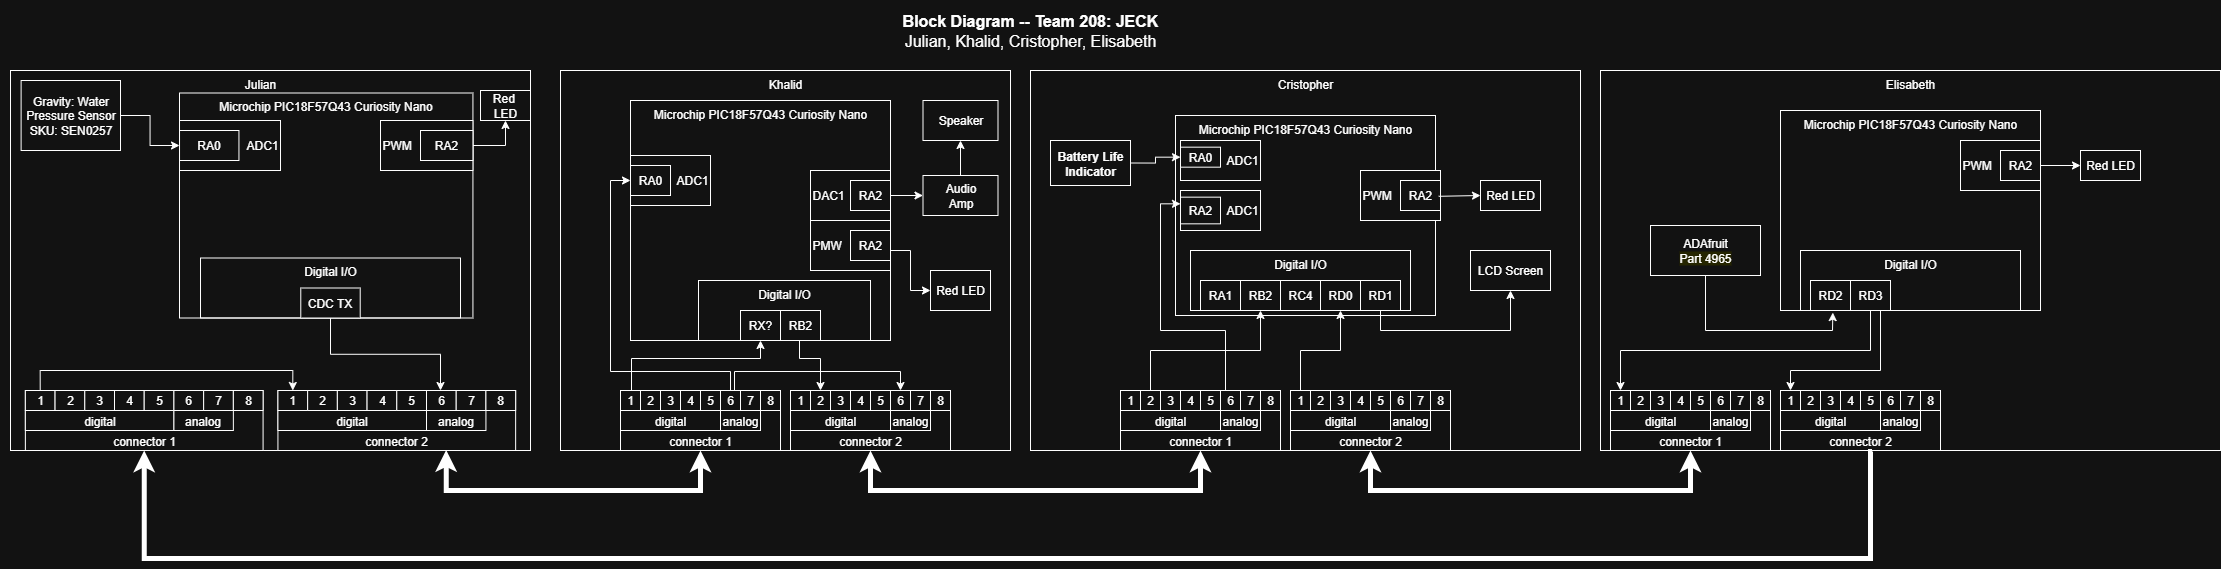 Block Diagram -- Team 208: JECK
Julian, Khalid, Cristopher, Elisabeth
Julian
Gravity: Water
Pressure Sensor
SKU: SEN0257
Microchip PIC18F57Q43 Curiosity Nano
RA0
ADC1
PWM
RA2
Red
LED
Digital I/O
CDC TX
1 2 3 4 5 6 7 8
digital analog
connector 1
1 2 3 4 5 6 7 8
digital analog
connector 2
Khalid
Microchip PIC18F57Q43 Curiosity Nano
RA0
ADC1
DAC1
RA2
PMW
RA2
Speaker
Audio
Amp
Red LED
Digital I/O
RX?
RB2
1 2 3 4 5 6 7 8
digital analog
connector 1
1 2 3 4 5 6 7 8
digital analog
connector 2
Cristopher
Battery Life
Indicator
Microchip PIC18F57Q43 Curiosity Nano
RA0
ADC1
RA2
ADC1
PWM
RA2
Red LED
LCD Screen
Digital I/O
RA1 RB2 RC4 RD0 RD1
1 2 3 4 5 6 7 8
digital analog
connector 1
1 2 3 4 5 6 7 8
digital analog
connector 2
Elisabeth
Microchip PIC18F57Q43 Curiosity Nano
PWM
RA2
Red LED
ADAfruit
Part 4965
Digital I/O
RD2 RD3
1 2 3 4 5 6 7 8
digital analog
connector 1
1 2 3 4 5 6 7 8
digital analog
connector 2